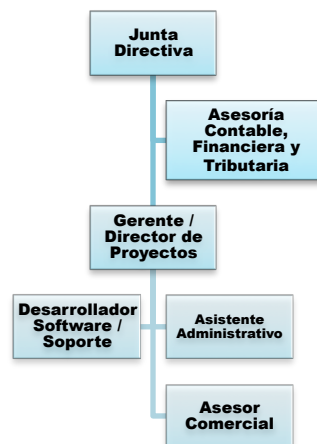 Junta
Directiva
Asesoría
Contable,
Financiera y
Tributaria
Gerente /
Director de
Proyectos
Desarrollador
Software /
Soporte
Asistente
Administrativo
Asesor
Comercial